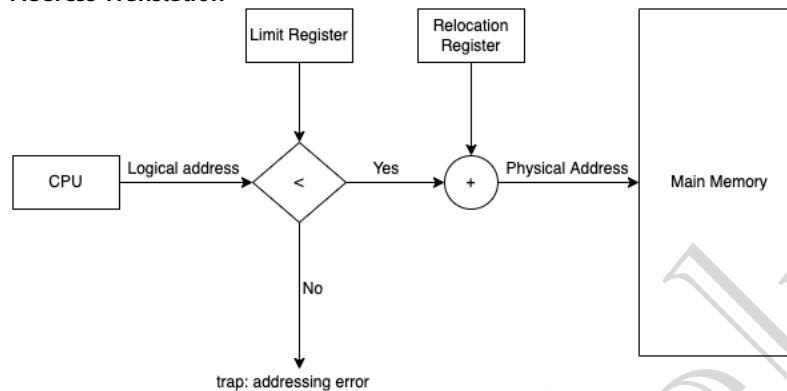 Address Translation
Limit Register
Relocation
Register
CPU
Logical address
<
Yes
+
Physical Address
Main Memory
No
trap: addressing error